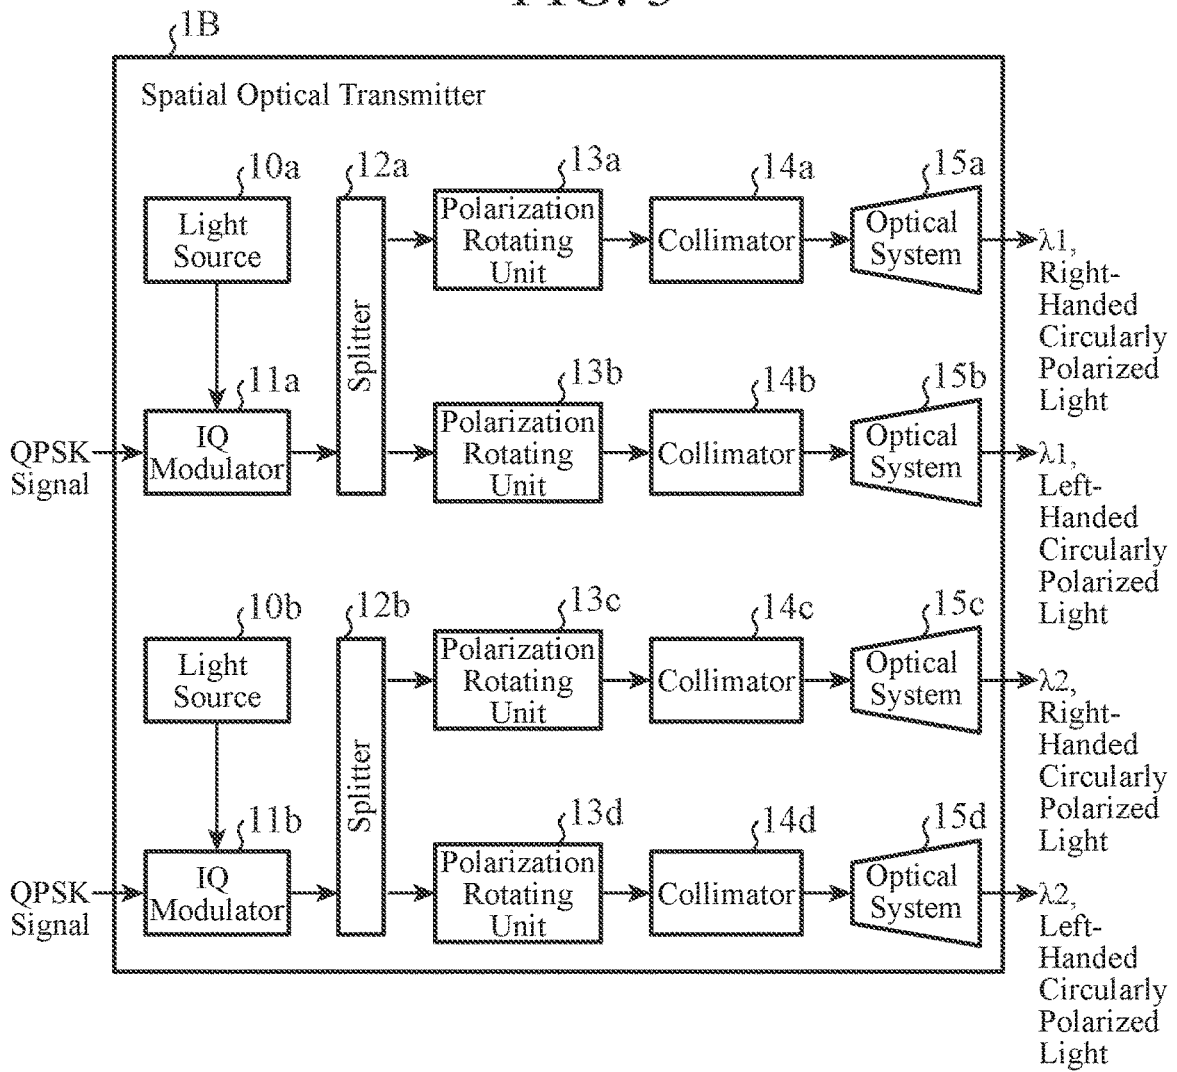 1B
Spatial Optical Transmitter
10a
12a
13a
14a
15a
Light
Source
Splitter
Polarization
Rotating
Unit
Collimator
Optical
System
λ1,
Right-
Handed
Circularly
Polarized
Light
11a
13b
14b
15b
QPSK
Signal
IQ
Modulator
Polarization
Rotating
Unit
Collimator
Optical
System
λ1,
Left-
Handed
Circularly
Polarized
Light
10b
12b
13c
14c
15c
Light
Source
Splitter
Polarization
Rotating
Unit
Collimator
Optical
System
λ2,
Right-
Handed
Circularly
Polarized
Light
11b
13d
14d
15d
QPSK
Signal
IQ
Modulator
Polarization
Rotating
Unit
Collimator
Optical
System
λ2,
Left-
Handed
Circularly
Polarized
Light